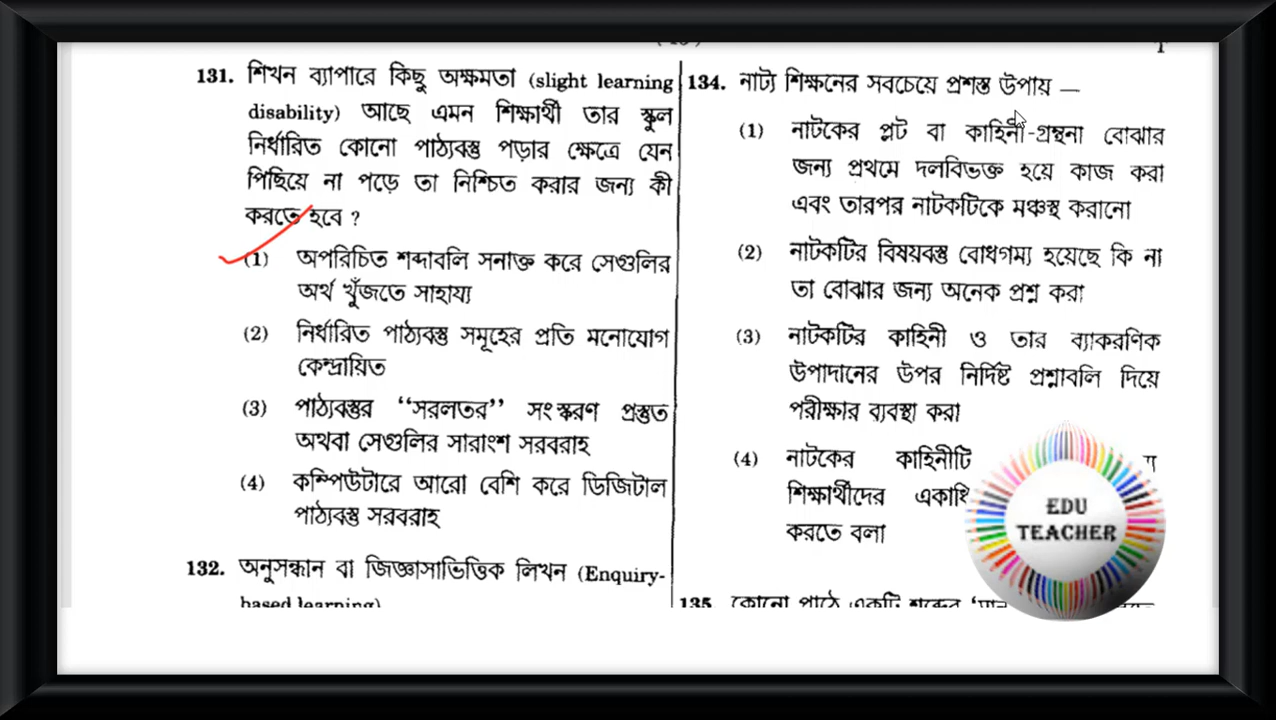 131. শিখন ব্যাপারে কিছু অক্ষমতা (slight learning
disability) আছে এমন শিক্ষার্থী তার স্কুল
নির্ধারিত কোনো পাঠ্যবস্তু পড়ার ক্ষেত্রে যেন
পিছিয়ে না পড়ে তা নিশ্চিত করার জন্য কী
করতে হবে ?
(1) অপরিচিত শব্দাবলি সনাক্ত করে সেগুলির
অর্থ খুঁজতে সাহায্য
(2) নির্ধারিত পাঠ্যবস্তু সমূহের প্রতি মনোযোগ
কেন্দ্রায়িত
(3) পাঠ্যবস্তুর “সরলতর” সংস্করণ প্রস্তুত
অথবা সেগুলির সারাংশ সরবরাহ
(4) কম্পিউটারে আরো বেশি করে ডিজিটাল
পাঠ্যবস্তু সরবরাহ
132. অনুসন্ধান বা জিজ্ঞাসাভিত্তিক লিখন (Enquiry-
based learning)
134. নাট্য শিক্ষনের সবচেয়ে প্রশস্ত উপায় —
(1) নাটকের প্লট বা কাহিনী-গ্রন্থনা বোঝার
জন্য প্রথমে দলবিভক্ত হয়ে কাজ করা
এবং তারপর নাটকটিকে মঞ্চস্থ করানো
(2) নাটকটির বিষয়বস্তু বোধগম্য হয়েছে কি না
তা বোঝার জন্য অনেক প্রশ্ন করা
(3) নাটকটির কাহিনী ও তার ব্যাকরণিক
উপাদানের উপর নির্দিষ্ট প্রশ্নাবলি দিয়ে
পরীক্ষার ব্যবস্থা করা
(4) নাটকের কাহিনীটি
শিক্ষার্থীদের
করতে বলা
135. কোনো পাঠে একটি শব্দের
EDU
TEACHER